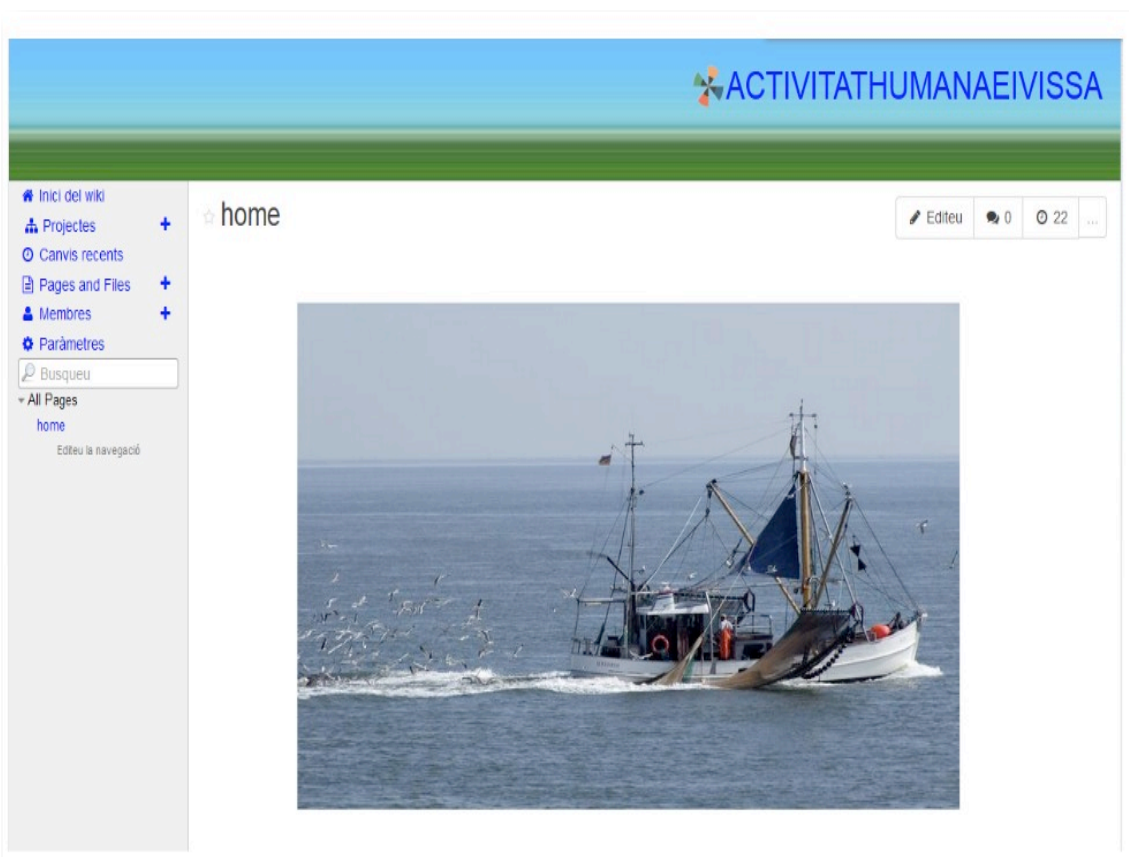 ACTIVITATHUMANAEIVISSA
Inici del wiki
Projectes +
Canvis recents
Pages and Files +
Membres +
Paràmetres
Busqueu
All Pages
home
Editeu la navegació
home
Editeu 0 22 ...